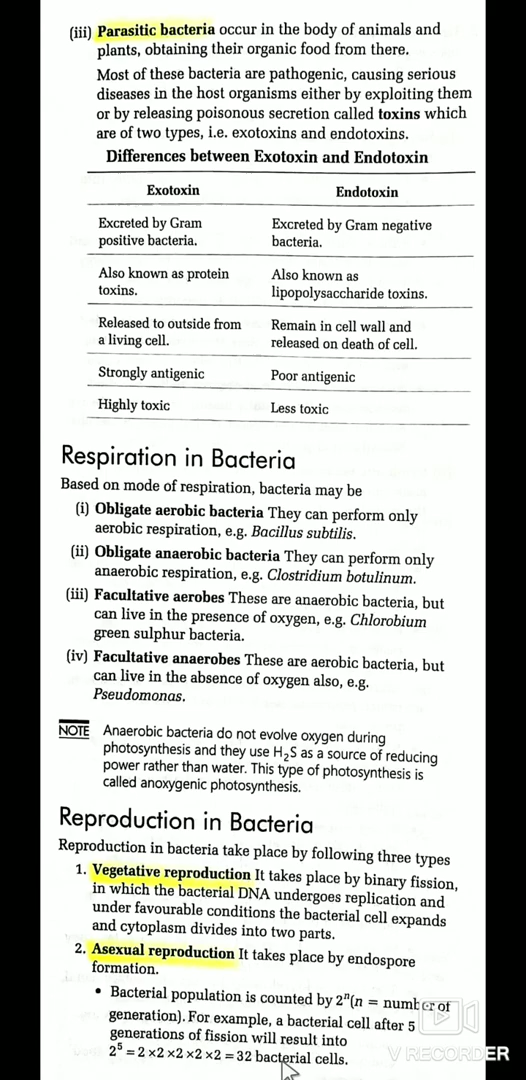 (iii) Parasitic bacteria occur in the body of animals and
plants, obtaining their organic food from there.
Most of these bacteria are pathogenic, causing serious
diseases in the host organisms either by exploiting them
or by releasing poisonous secretion called toxins which
are of two types, i.e. exotoxins and endotoxins.
Differences between Exotoxin and Endotoxin
Exotoxin Endotoxin
Excreted by Gram positive bacteria. Excreted by Gram negative bacteria.
Also known as protein toxins. Also known as lipopolysaccharide toxins.
Released to outside from a living cell. Remain in cell wall and released on death of cell.
Strongly antigenic Poor antigenic
Highly toxic Less toxic
Respiration in Bacteria
Based on mode of respiration, bacteria may be
(i) Obligate aerobic bacteria They can perform only
aerobic respiration, e.g. Bacillus subtilis.
(ii) Obligate anaerobic bacteria They can perform only
anaerobic respiration, e.g. Clostridium botulinum.
(iii) Facultative aerobes These are anaerobic bacteria, but
can live in the presence of oxygen, e.g. Chlorobium
green sulphur bacteria.
(iv) Facultative anaerobes These are aerobic bacteria, but
can live in the absence of oxygen also, e.g.
Pseudomonas.
NOTE Anaerobic bacteria do not evolve oxygen during
photosynthesis and they use H₂S as a source of reducing
power rather than water. This type of photosynthesis is
called anoxygenic photosynthesis.
Reproduction in Bacteria
Reproduction in bacteria take place by following three types
1. Vegetative reproduction It takes place by binary fission,
in which the bacterial DNA undergoes replication and
under favourable conditions the bacterial cell expands
and cytoplasm divides into two parts.
2. Asexual reproduction It takes place by endospore
formation.
• Bacterial population is counted by 2ⁿ(n = number of
generation). For example, a bacterial cell after 5
generations of fission will result into
2⁵ = 2 ×2 ×2 ×2 ×2 = 32 bacterial cells.
V RECORDER